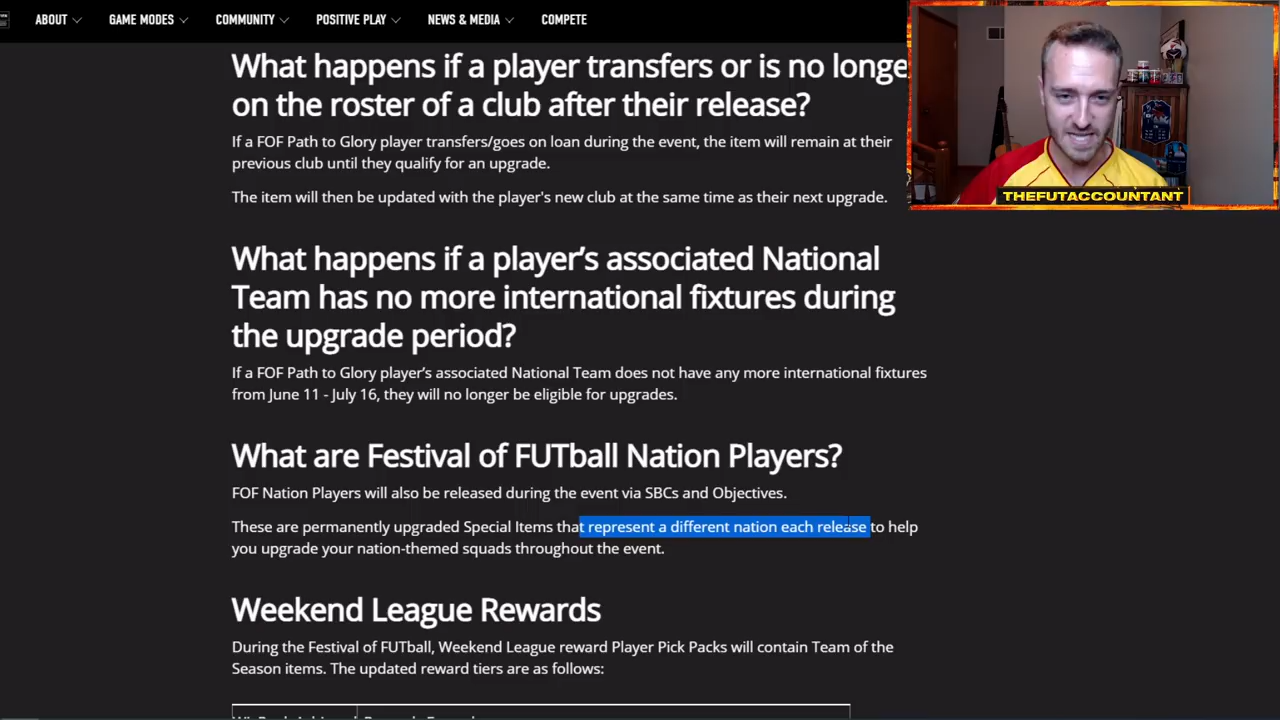 ABOUT GAME MODES COMMUNITY POSITIVE PLAY NEWS & MEDIA COMPETE
What happens if a player transfers or is no longe
on the roster of a club after their release?
If a FOF Path to Glory player transfers/goes on loan during the event, the item will remain at their
previous club until they qualify for an upgrade.
The item will then be updated with the player's new club at the same time as their next upgrade.
THEFUTACCOUNTANT
What happens if a player’s associated National
Team has no more international fixtures during
the upgrade period?
If a FOF Path to Glory player’s associated National Team does not have any more international fixtures
from June 11 - July 16, they will no longer be eligible for upgrades.
What are Festival of FUTball Nation Players?
FOF Nation Players will also be released during the event via SBCs and Objectives.
These are permanently upgraded Special Items that represent a different nation each release to help
you upgrade your nation-themed squads throughout the event.
Weekend League Rewards
During the Festival of FUTball, Weekend League reward Player Pick Packs will contain Team of the
Season items. The updated reward tiers are as follows: